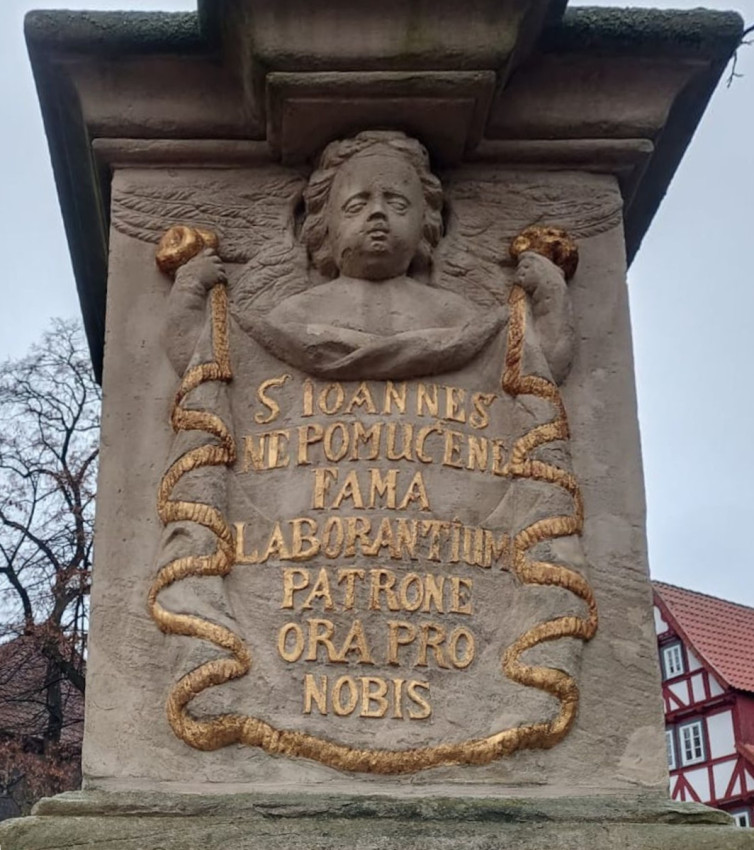 S IOANNES
NEPOMUCENE
FAMA
LABORANTIUM
PATRONE
ORA PRO
NOBIS